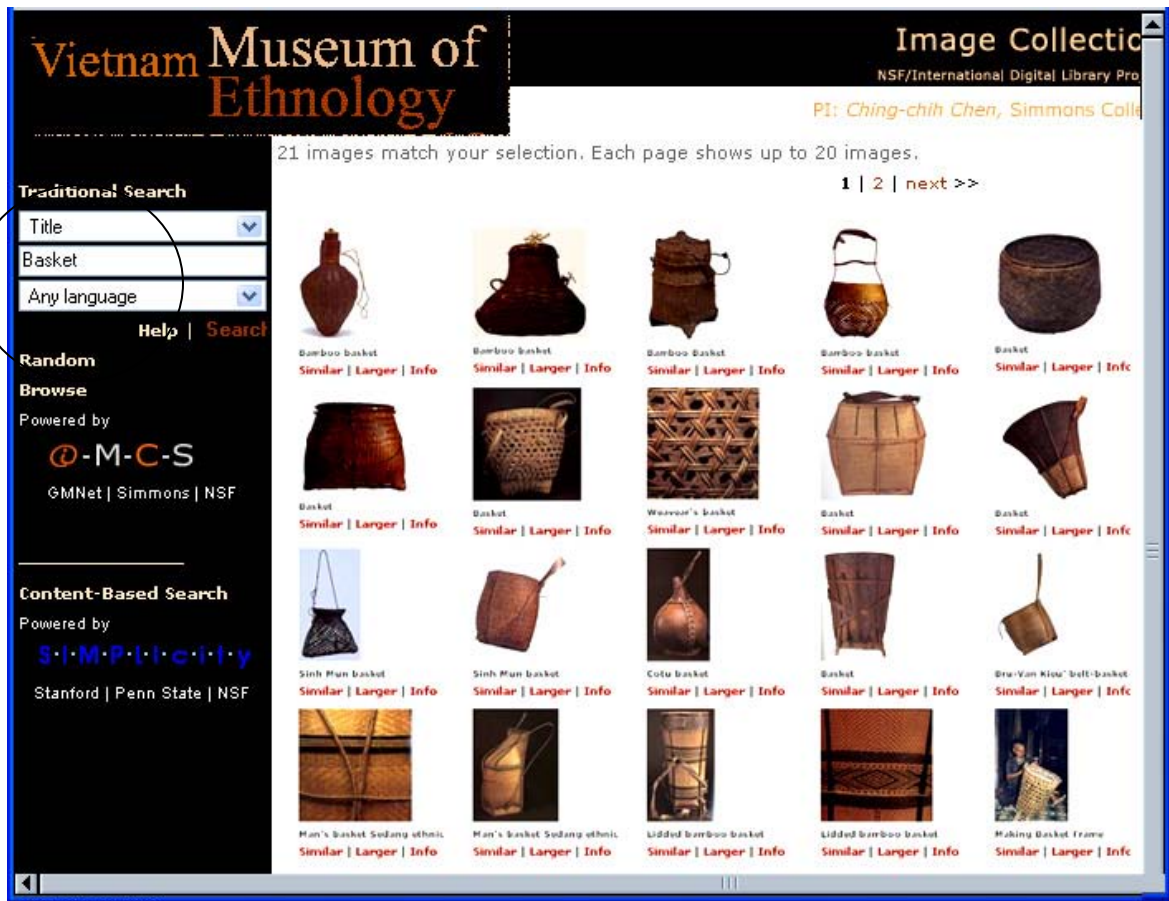 Vietnam Museum of
Ethnology
Image Collectio
NSF/International Digital Library Pro
PI: Ching-chih Chen, Simmons Colle
21 images match your selection. Each page shows up to 20 images.
1 | 2 | next >>
Traditional Search
Title
Basket
Any language
Help | Search
Random
Browse
Powered by
i-M-C-S
GMNet | Simmons | NSF
Content-Based Search
Powered by
S·I·M·P·L·I·c·i·t·y
Stanford | Penn State | NSF
Bamboo basket
Similar | Larger | Info
Bamboo basket
Similar | Larger | Info
Bamboo Basket
Similar | Larger | Info
Bamboo basket
Similar | Larger | Info
Basket
Similar | Larger | Info
Basket
Similar | Larger | Info
Basket
Similar | Larger | Info
Weavear's basket
Similar | Larger | Info
Basket
Similar | Larger | Info
Basket
Similar | Larger | Info
Sinh Mun basket
Similar | Larger | Info
Sinh Mun basket
Similar | Larger | Info
Cotu basket
Similar | Larger | Info
Basket
Similar | Larger | Info
Bru-Van Kieu' belt-basket
Similar | Larger | Info
Man's basket Sedang ethnic
Similar | Larger | Info
Man's basket Sedang ethnic
Similar | Larger | Info
Lidded bamboo basket
Similar | Larger | Info
Lidded bamboo basket
Similar | Larger | Info
Making Basket Frame
Similar | Larger | Info